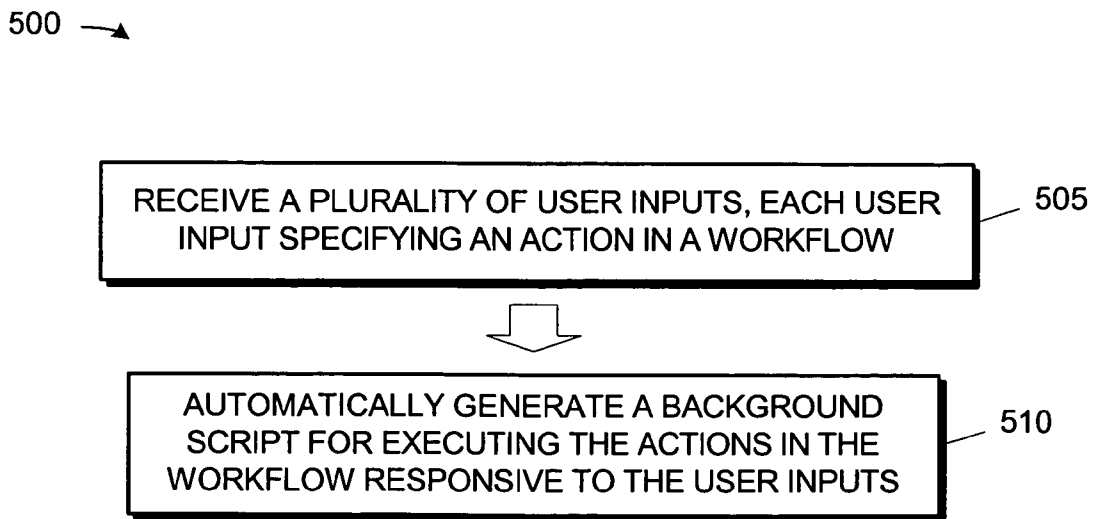 500
RECEIVE A PLURALITY OF USER INPUTS, EACH USER
INPUT SPECIFYING AN ACTION IN A WORKFLOW
505
AUTOMATICALLY GENERATE A BACKGROUND
SCRIPT FOR EXECUTING THE ACTIONS IN THE
WORKFLOW RESPONSIVE TO THE USER INPUTS
510